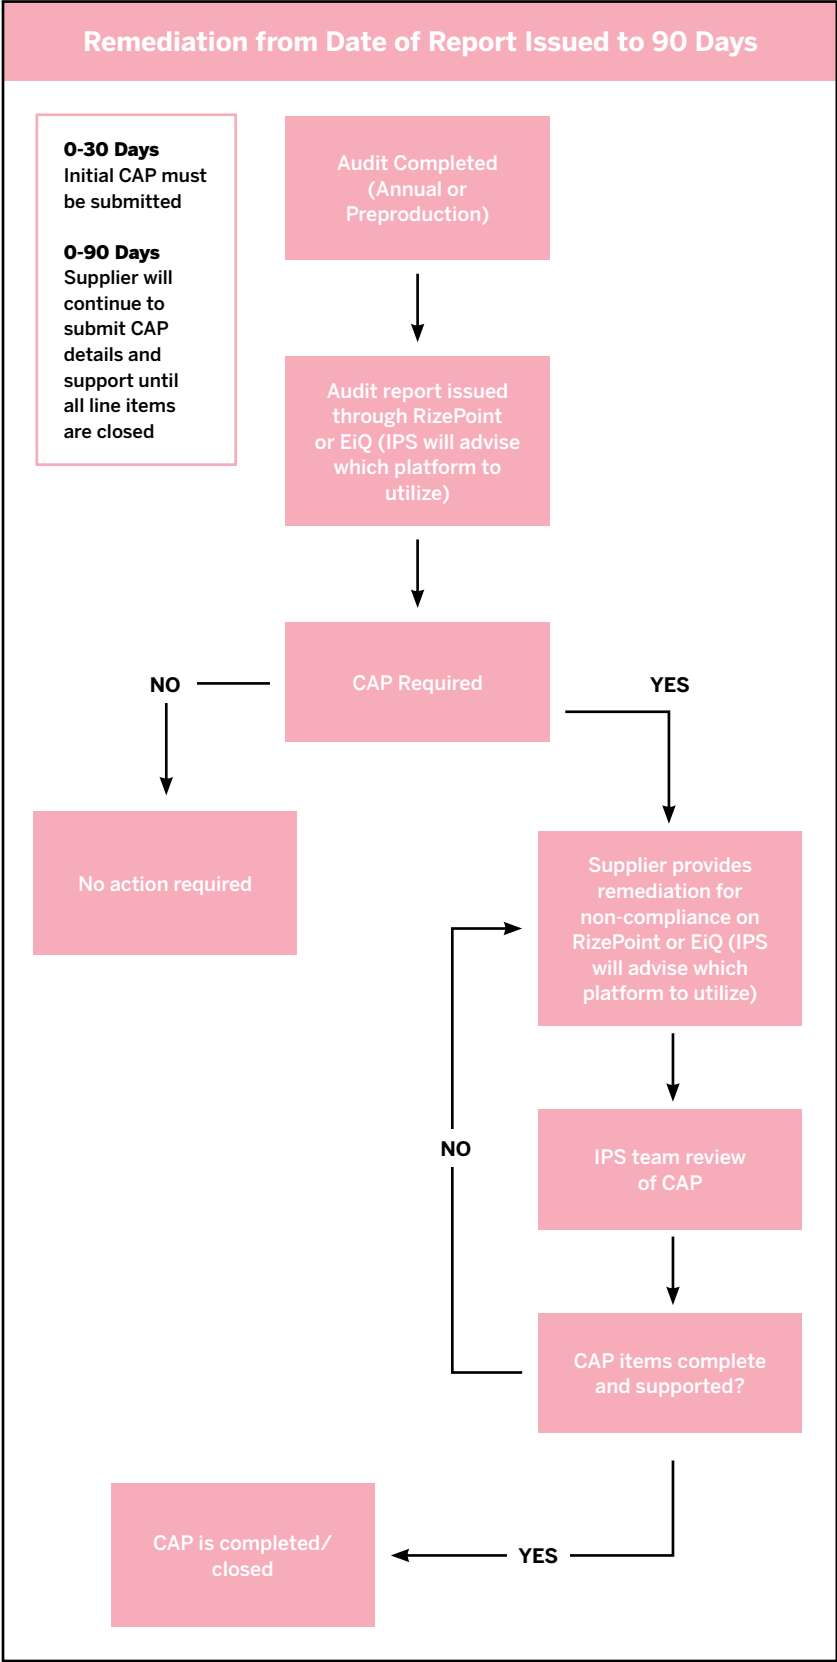 Remediation from Date of Report Issued to 90 Days
0-30 Days
Initial CAP must
be submitted
0-90 Days
Supplier will
continue to
submit CAP
details and
support until
all line items
are closed
Audit Completed
(Annual or
Preproduction)
Audit report issued
through RizePoint
or EiQ (IPS will advise
which platform to
utilize)
CAP Required
NO
YES
No action required
Supplier provides
remediation for
non-compliance on
RizePoint or EiQ (IPS
will advise which
platform to utilize)
NO
IPS team review
of CAP
CAP items complete
and supported?
YES
CAP is completed/
closed